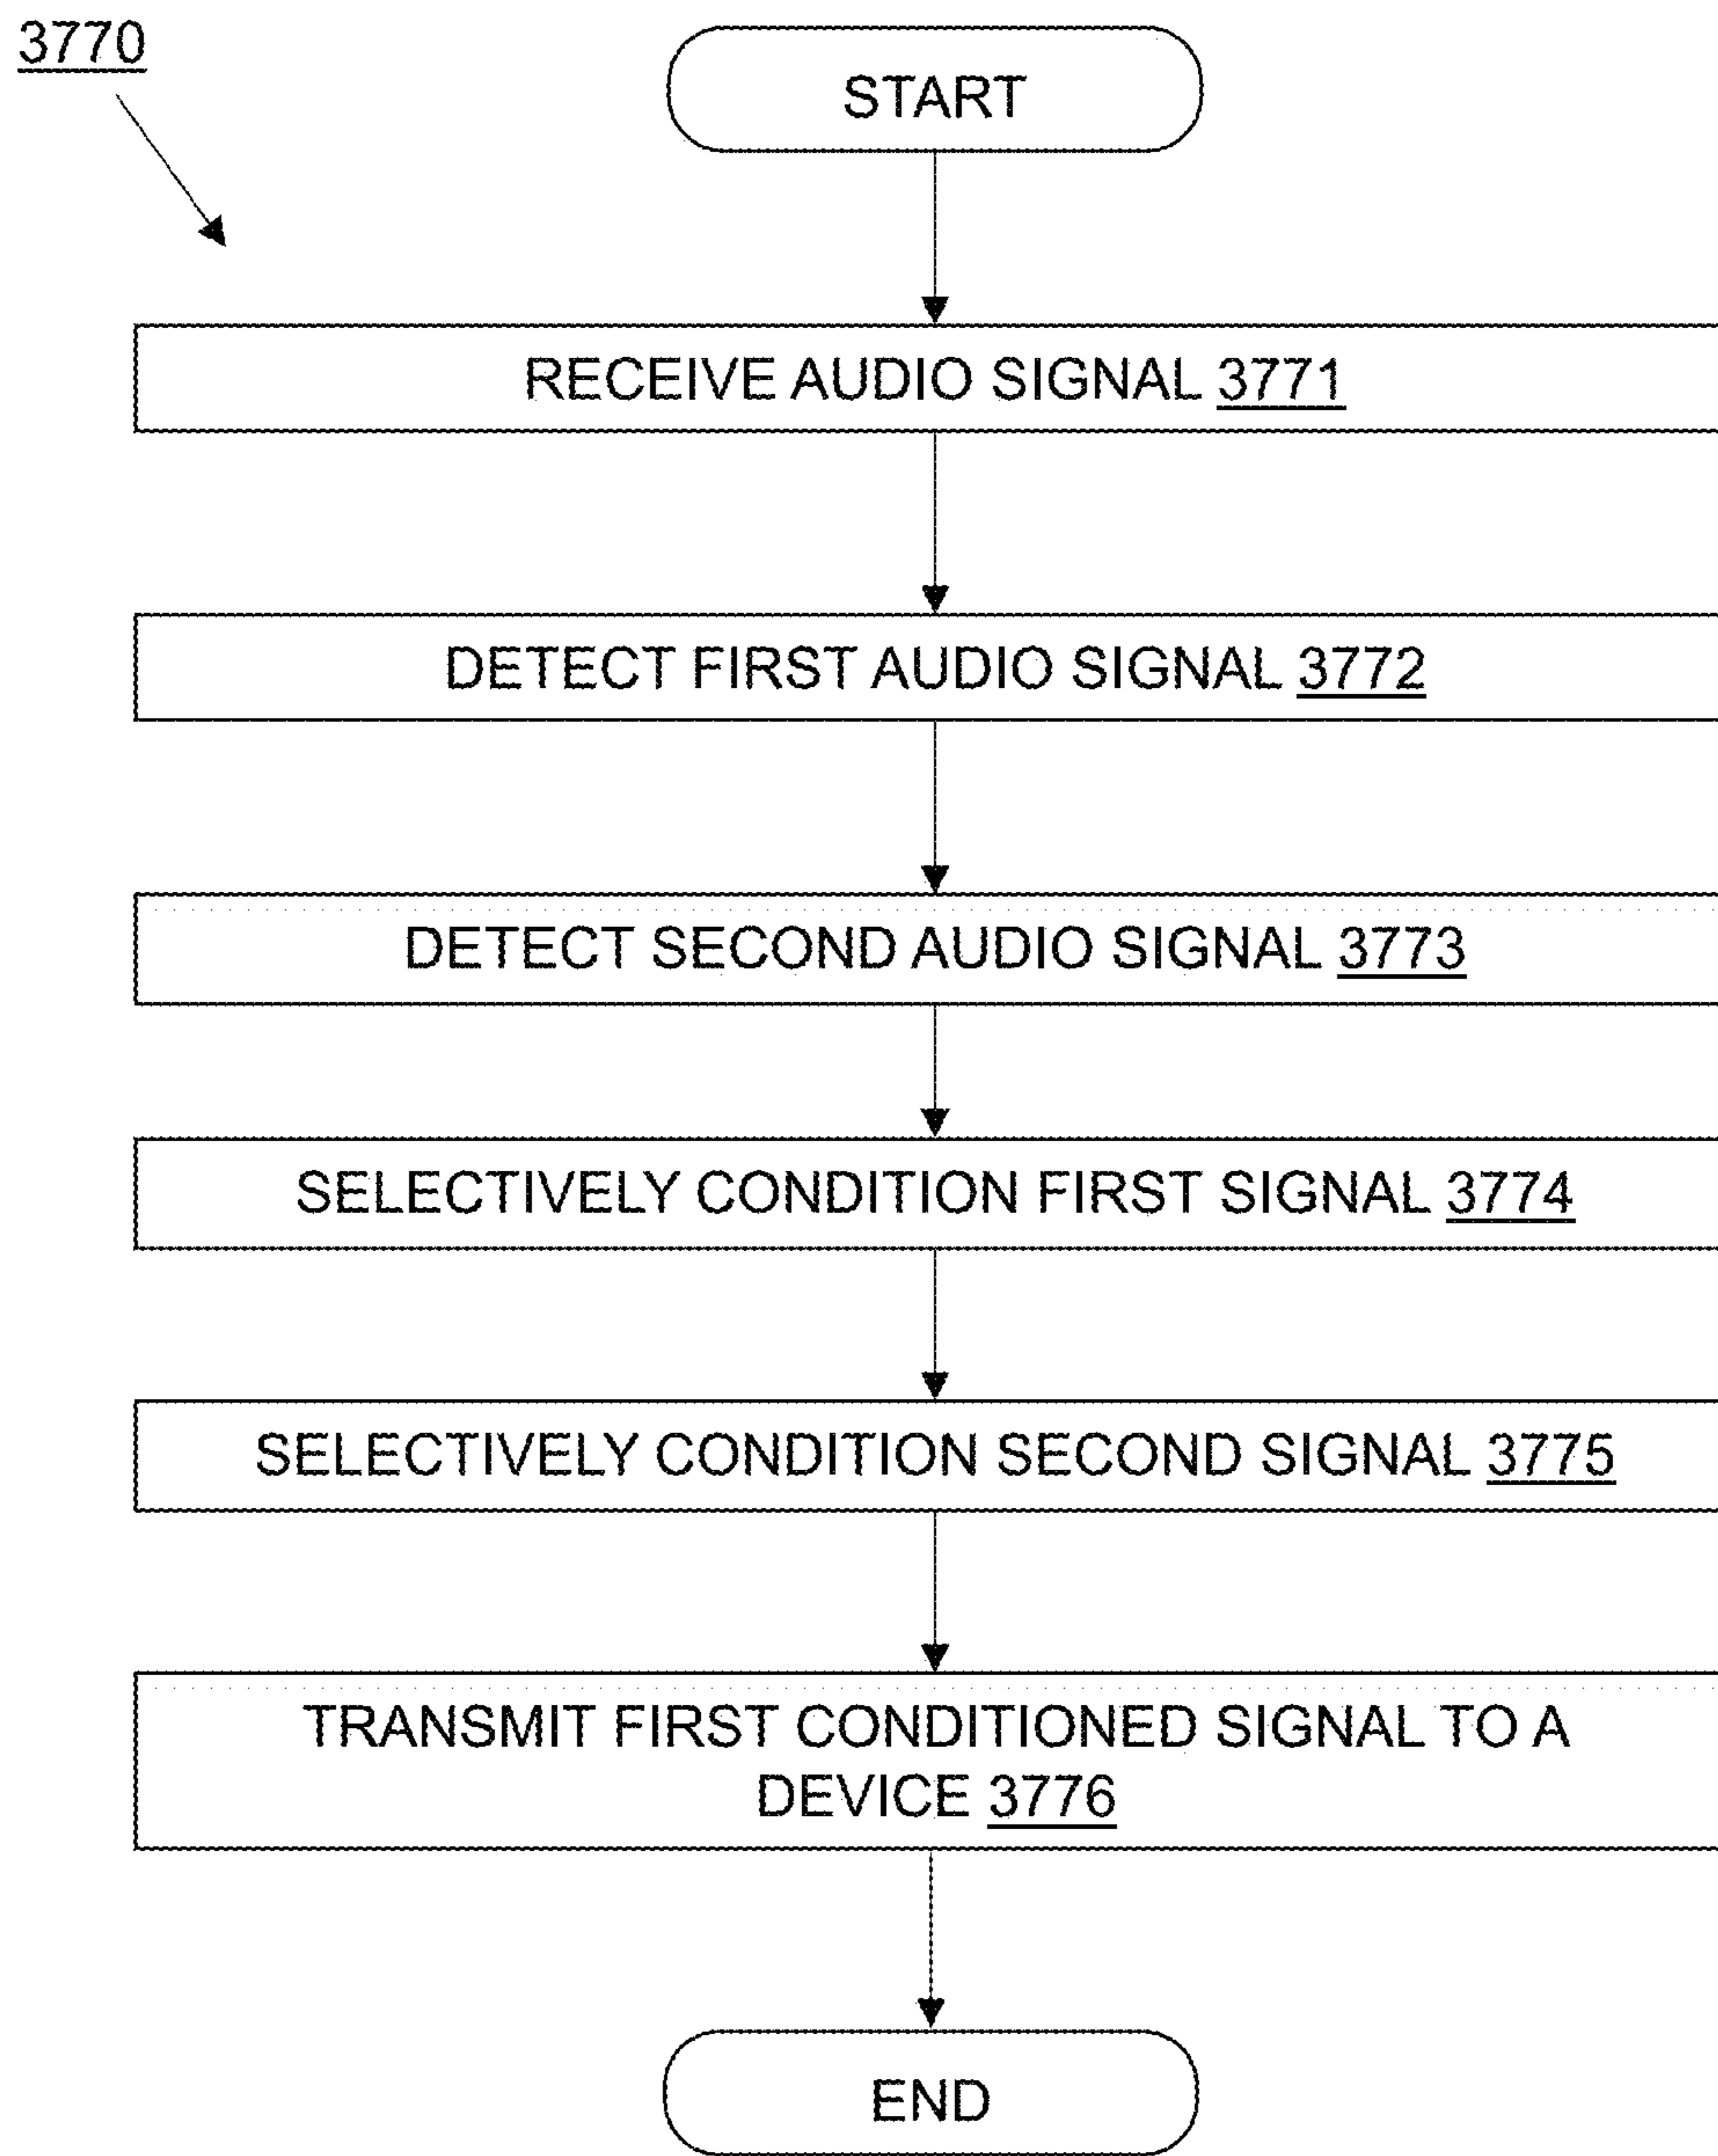 3770
START
RECEIVE AUDIO SIGNAL 3771
DETECT FIRST AUDIO SIGNAL 3772
DETECT SECOND AUDIO SIGNAL 3773
SELECTIVELY CONDITION FIRST SIGNAL 3774
SELECTIVELY CONDITION SECOND SIGNAL 3775
TRANSMIT FIRST CONDITIONED SIGNAL TO A
DEVICE 3776
END